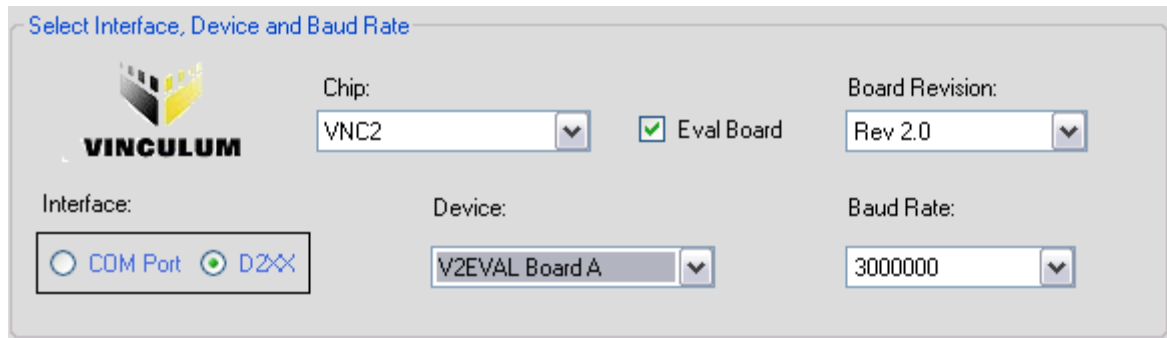 Select Interface, Device and Baud Rate
VINCULUM
Chip:
VNC2
Eval Board
Board Revision:
Rev 2.0
Interface:
COM Port
D2XX
Device:
V2EVAL Board A
Baud Rate:
3000000